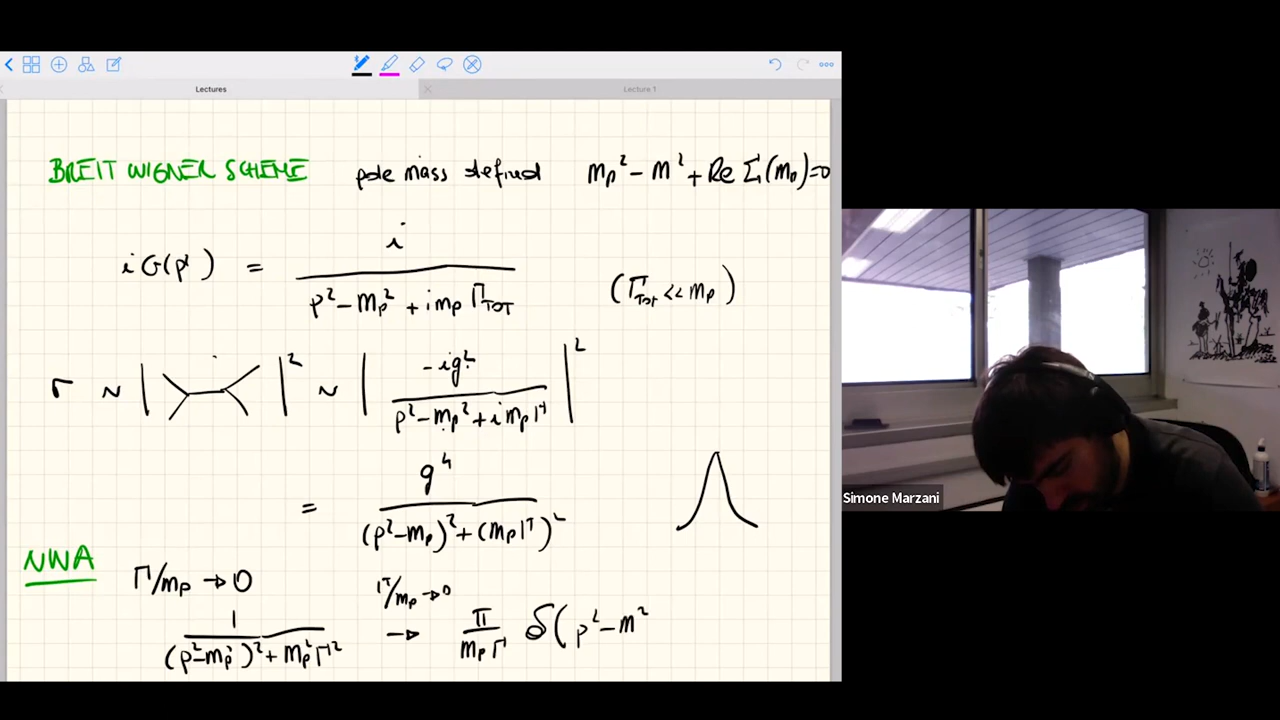 Lectures
Lecture 1
BREIT WIGNER SCHEME pole mass defined m_p² - m² + Re Σ(m_p) = 0
i G(p²) = i / (p² - m_p² + i m_p Γ_TOT) (Γ_TOT << m_p)
σ ~ | |² ~ | -ig² / (p² - m_p² + i m_p Γ) |²
= g⁴ / ((p² - m_p)² + (m_p Γ)²)
NWA Γ/m_p → 0
1 / ((p² - m_p²)² + m_p² Γ²) →^{Γ/m_p → 0} π / (m_p Γ) δ(p² - m²
Simone Marzani